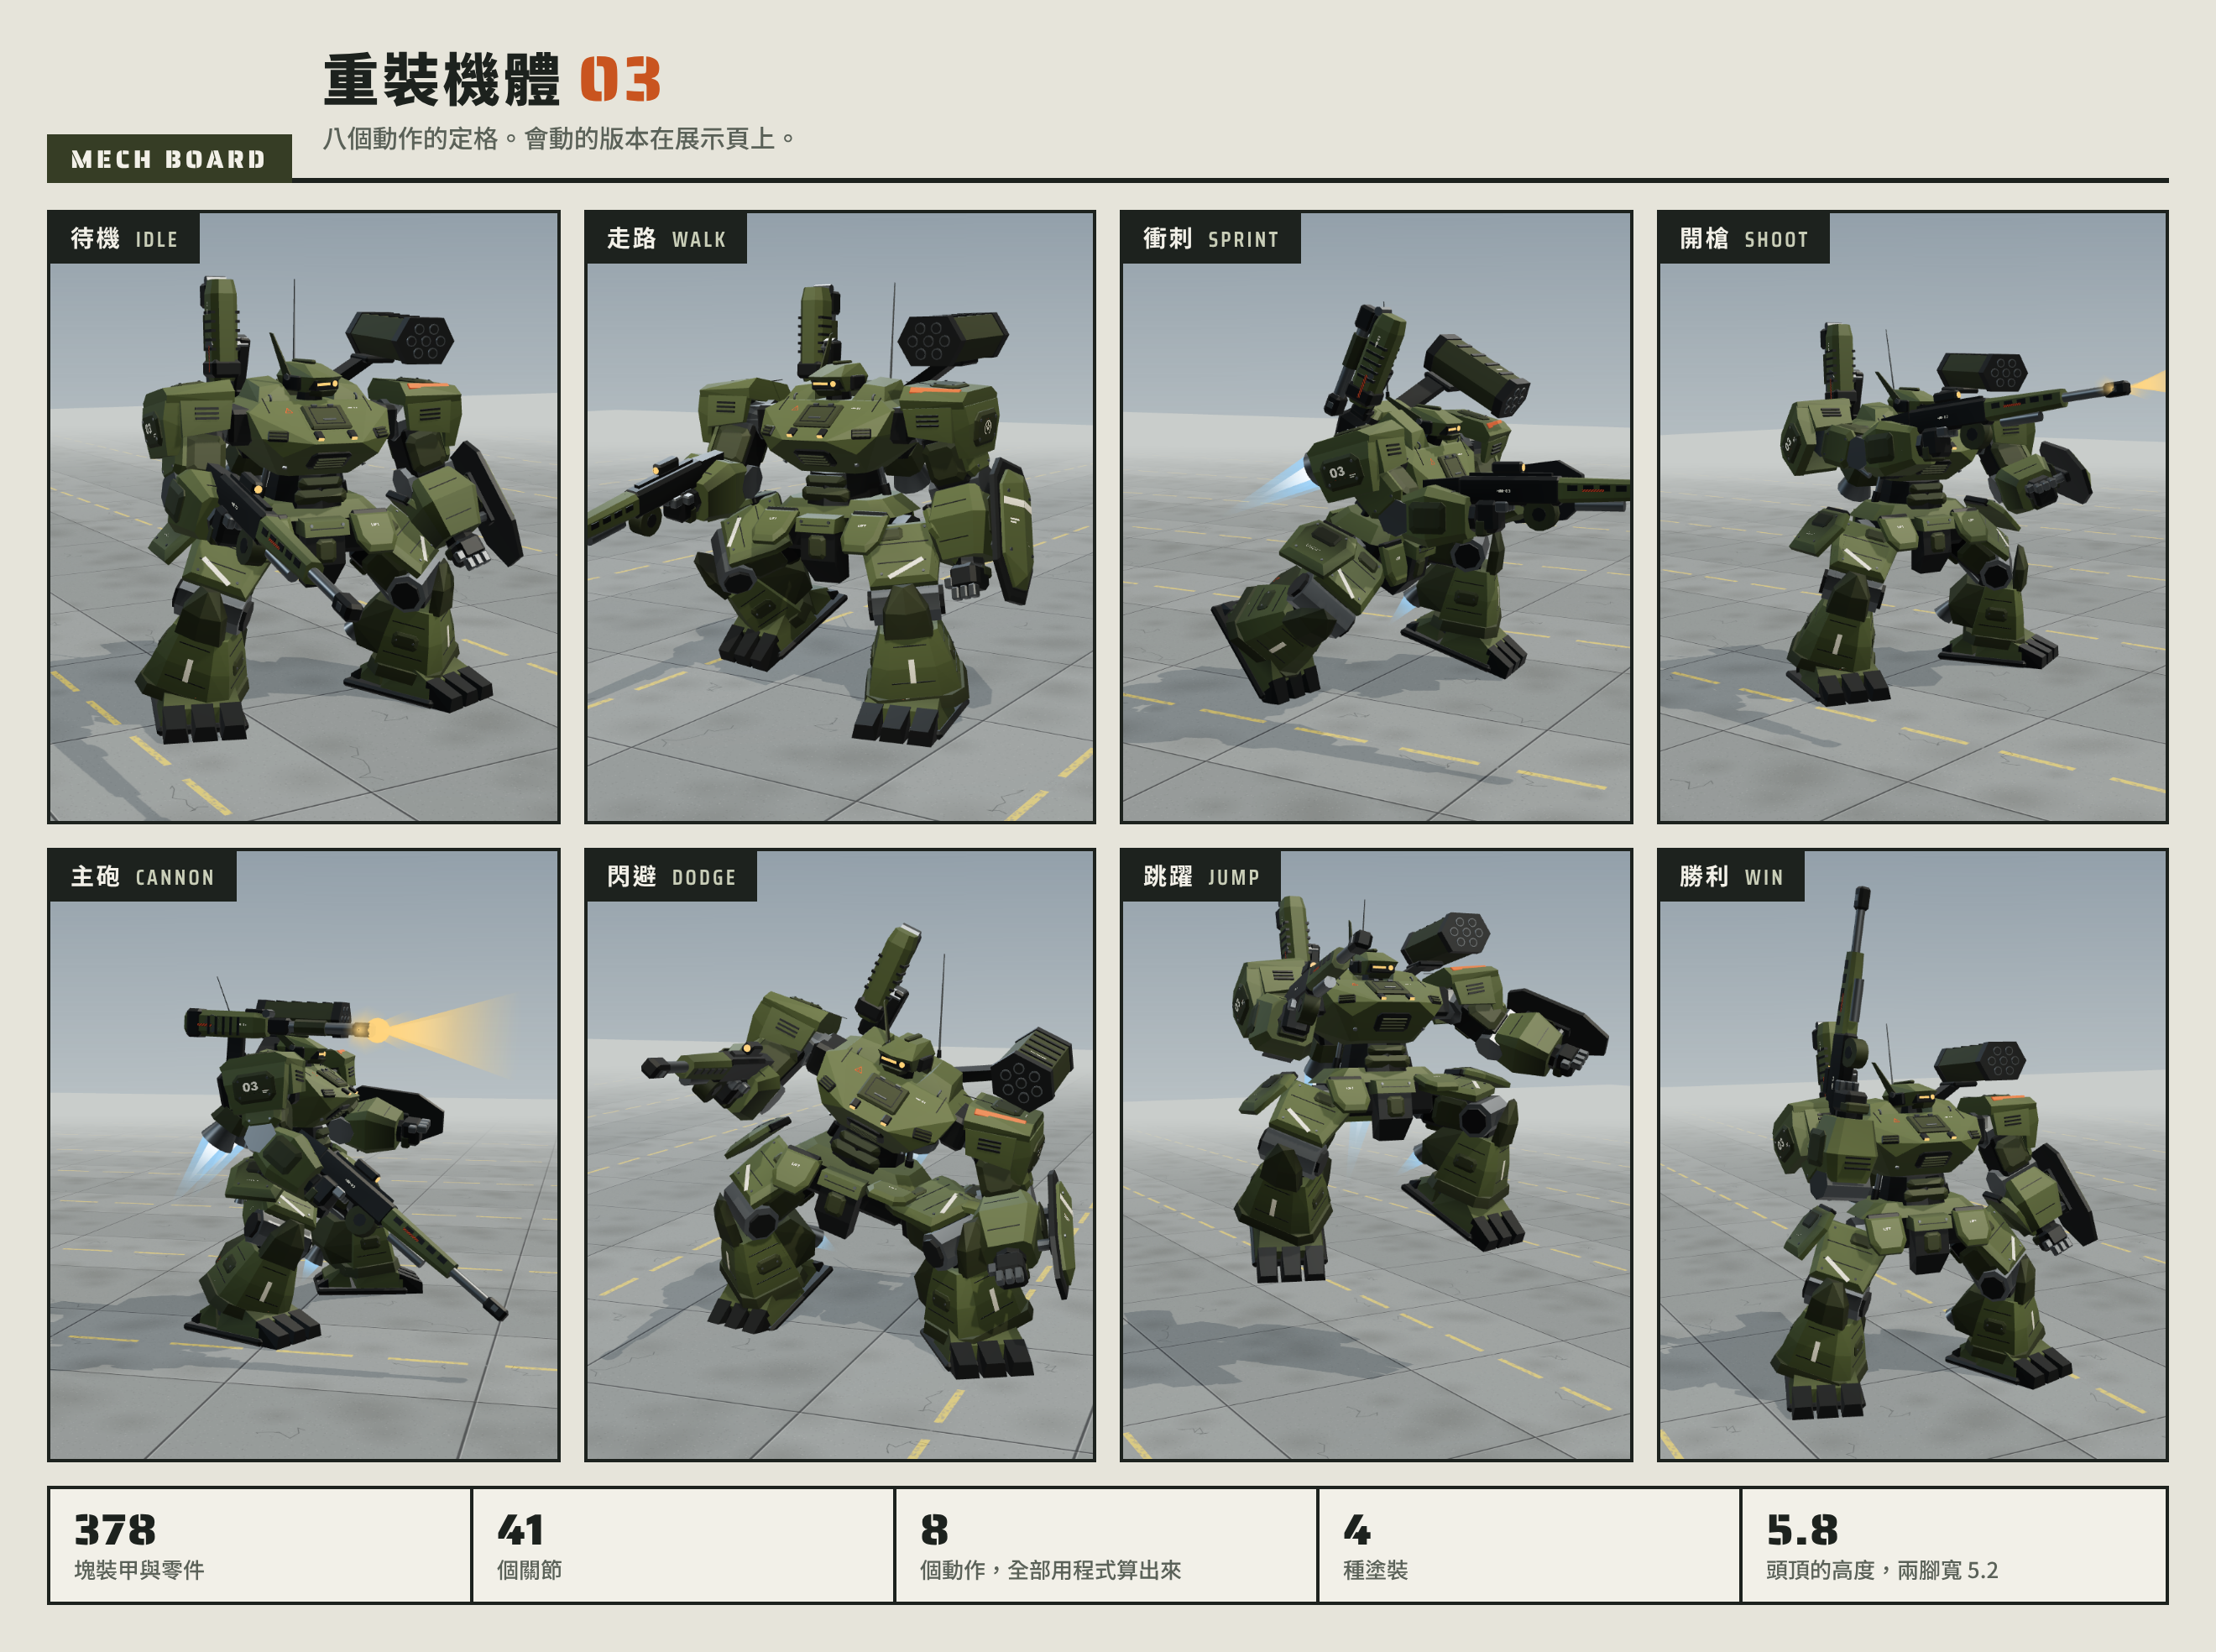 重裝機體 03
八個動作的定格。會動的版本在展示頁上。
MECH BOARD
待機 IDLE
走路 WALK
衝刺 SPRINT
開槍 SHOOT
03
03
03
主砲 CANNON
閃避 DODGE
跳躍 JUMP
勝利 WIN
03
378
塊裝甲與零件
41
個關節
8
個動作，全部用程式算出來
4
種塗裝
5.8
頭頂的高度，兩腳寬 5.2